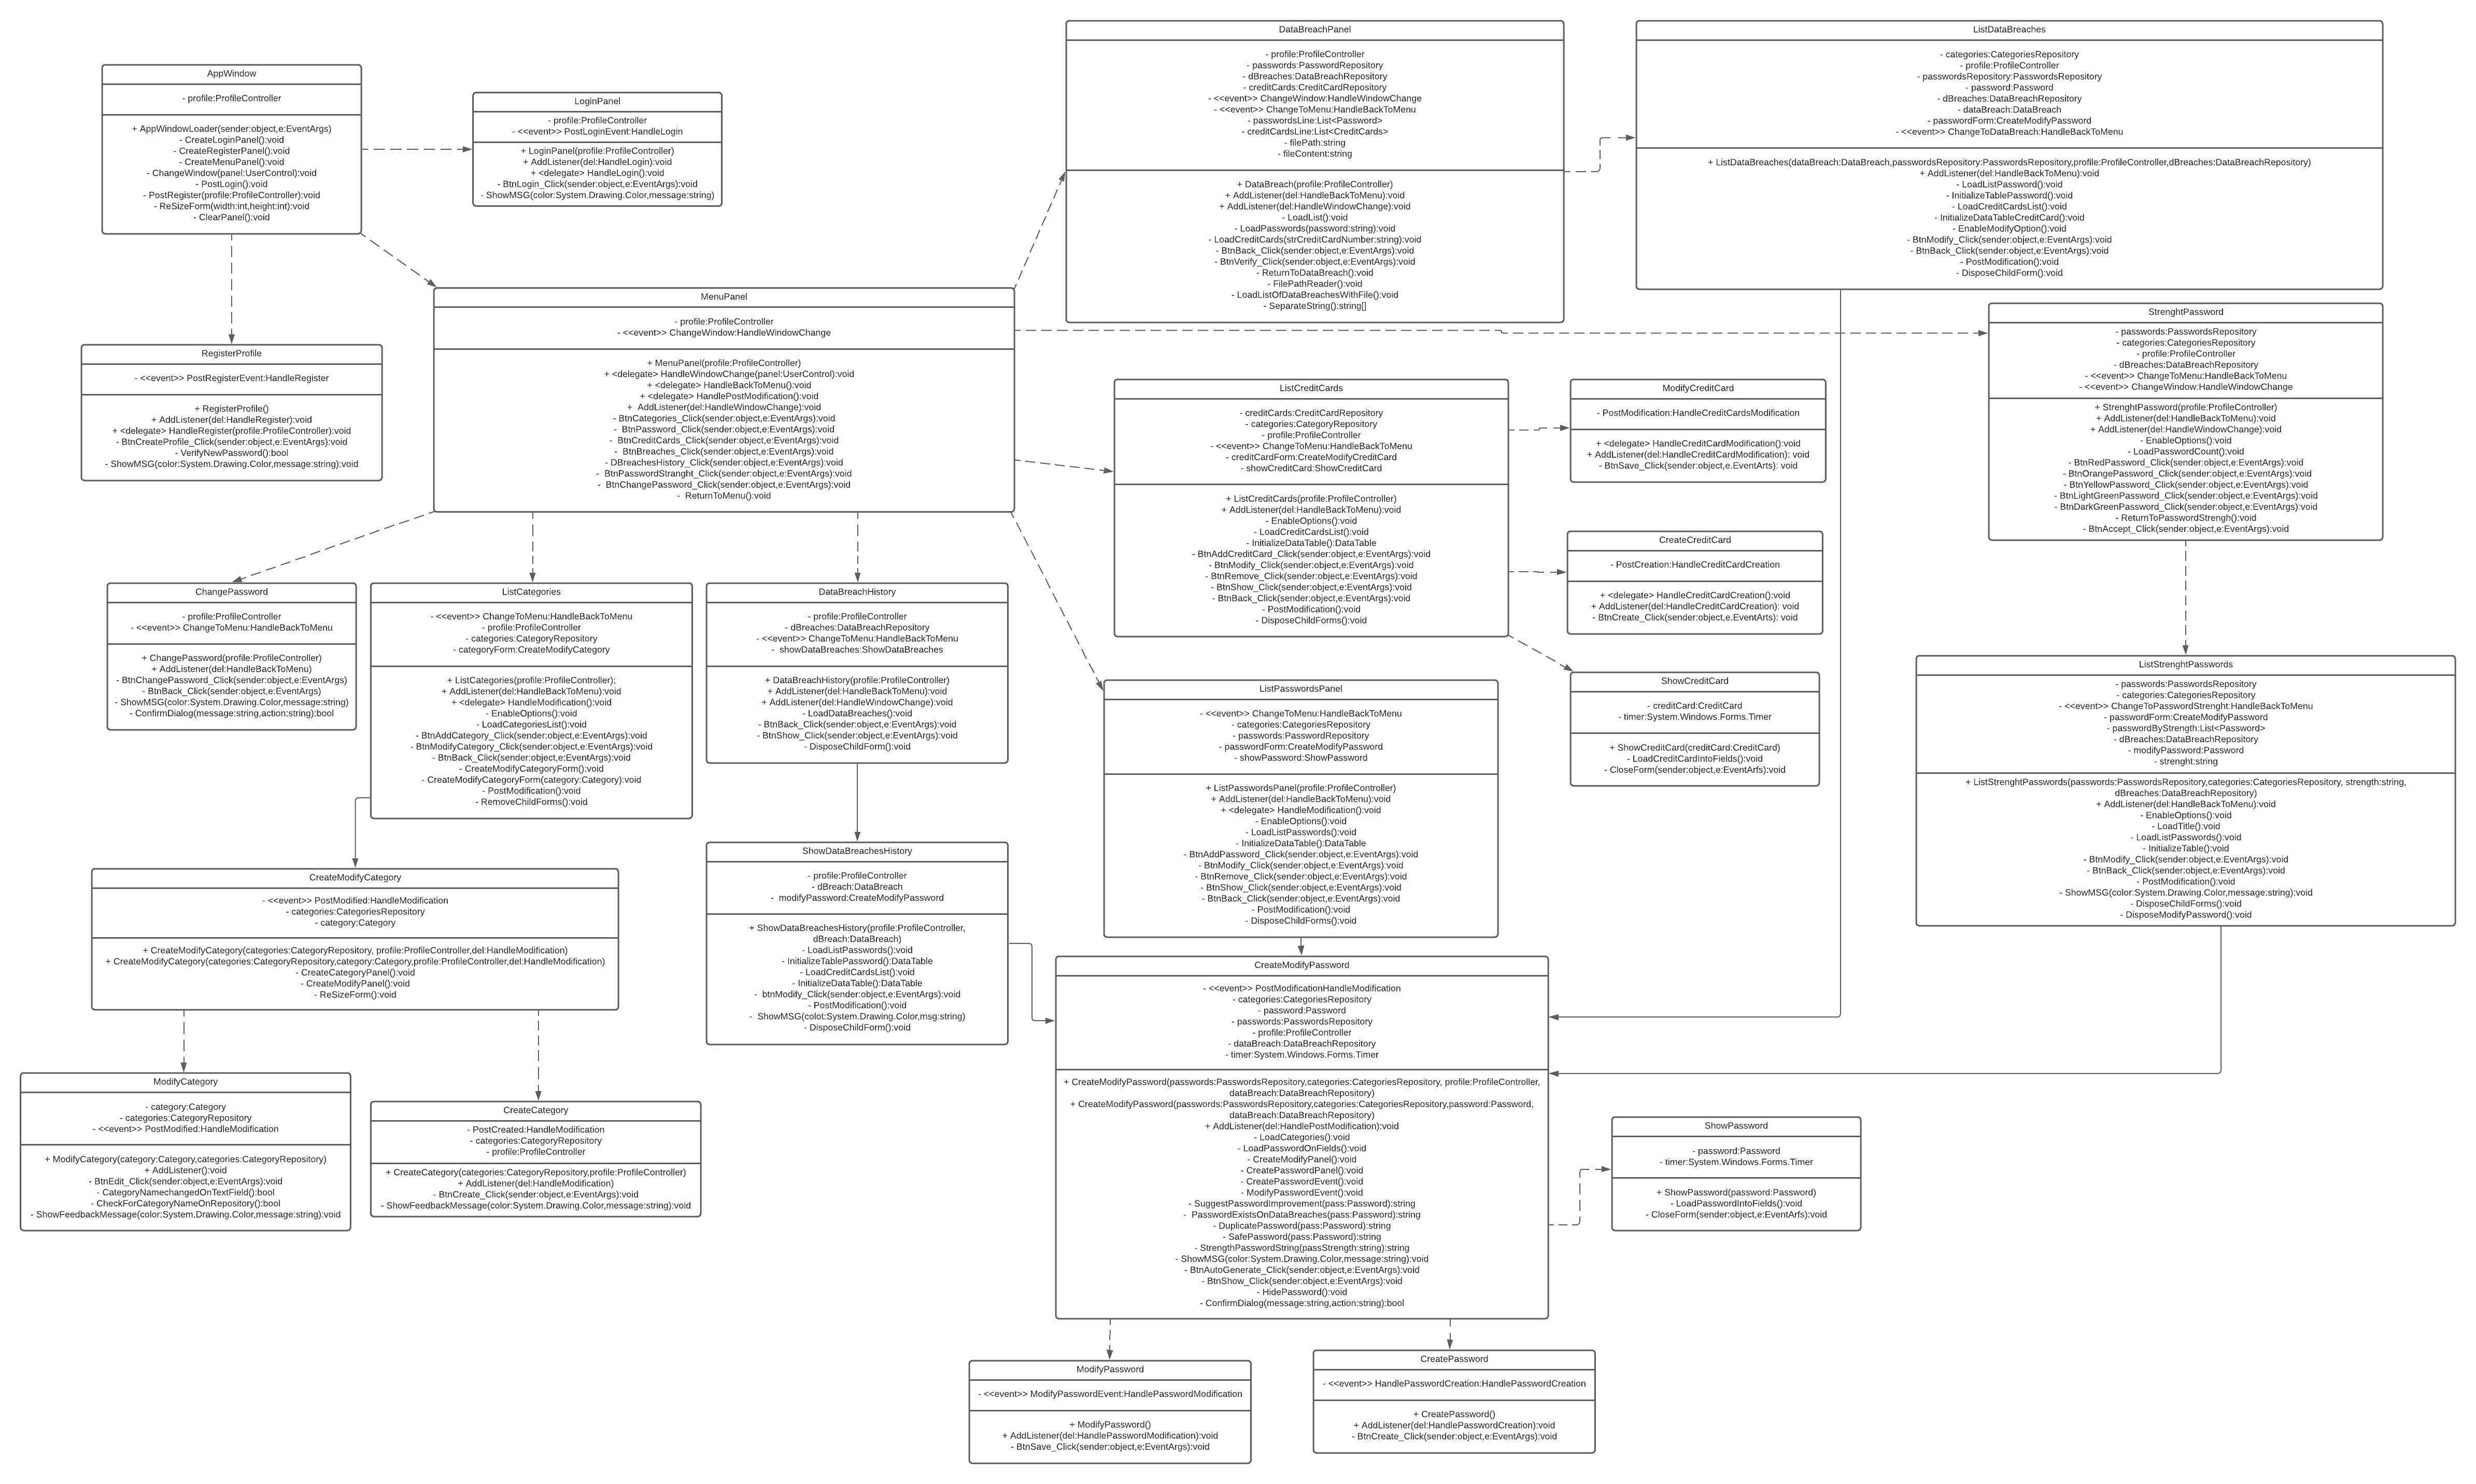 AppWindow
- profile:ProfileController
+ AppWindowLoader(sender:object,e:EventArgs)
- CreateLoginPanel():void
- CreateRegisterPanel():void
- CreateMenuPanel():void
- ChangeWindow(panel:UserControl):void
- PostLogin():void
- PostRegister(profile:ProfileController):void
- ReSizeForm(width:int,height:int):void
- ClearPanel():void
LoginPanel
- profile:ProfileController
- <<event>> PostLoginEvent:HandleLogin
+ LoginPanel(profile:ProfileController)
+ AddListener(del:HandleLogin):void
+ <delegate> HandleLogin():void
- BtnLogin_Click(sender:object,e:EventArgs):void
- ShowMSG(color:System.Drawing.Color,message:string)
DataBreachPanel
- profile:ProfileController
- passwords:PasswordRepository
- dBreaches:DataBreachRepository
- creditCards:CreditCardRepository
- <<event>> ChangeWindow:HandleWindowChange
- <<event>> ChangeToMenu:HandleBackToMenu
- passwordsLine:List<Password>
- creditCardsLine:List<CreditCards>
- filePath:string
- fileContent:string
+ DataBreach(profile:ProfileController)
+ AddListener(del:HandleBackToMenu):void
+ AddListener(del:HandleWindowChange):void
- LoadList():void
- LoadPasswords(password:string):void
- LoadCreditCards(strCreditCardNumber:string):void
- BtnBack_Click(sender:object,e:EventArgs):void
- BtnVerify_Click(sender:object,e:EventArgs):void
- ReturnToDataBreach():void
- FilePathReader():void
- LoadListOfDataBreachesWithFile():void
- SeparateString():string[]
ListDataBreaches
- categories:CategoriesRepository
- profile:ProfileController
- passwordsRepository:PasswordsRepository
- password:Password
- dBreaches:DataBreachRepository
- dataBreach:DataBreach
- passwordForm:CreateModifyPassword
- <<event>> ChangeToDataBreach:HandleBackToMenu
+ ListDataBreaches(dataBreach:DataBreach,passwordsRepository:PasswordsRepository,profile:ProfileController,dBreaches:DataBreachRepository)
+ AddListener(del:HandleBackToMenu):void
- LoadListPassword():void
- InitializeTablePassword():void
- LoadCreditCardsList():void
- InitializeDataTableCreditCard():void
- EnableModifyOption():void
- BtnModify_Click(sender:object,e:EventArgs):void
- BtnBack_Click(sender:object,e:EventArgs):void
- PostModification():void
- DisposeChildForm():void
MenuPanel
- profile:ProfileController
- <<event>> ChangeWindow:HandleWindowChange
+ MenuPanel(profile:ProfileController)
+ <delegate> HandleWindowChange(panel:UserControl):void
+ <delegate> HandleBackToMenu():void
+ <delegate> HandlePostModification():void
+  AddListener(del:HandleWindowChange):void
- BtnCategories_Click(sender:object,e:EventArgs):void
-  BtnPassword_Click(sender:object,e:EventArgs):void
-  BtnCreditCards_Click(sender:object,e:EventArgs):void
-  BtnBreaches_Click(sender:object,e:EventArgs):void
- DBreachesHistory_Click(sender:object,e:EventArgs):void
-  BtnPasswordStranght_Click(sender:object,e:EventArgs):void
-  BtnChangePassword_Click(sender:object,e:EventArgs):void
-  ReturnToMenu():void
RegisterProfile
- <<event>> PostRegisterEvent:HandleRegister
+ RegisterProfile()
+ AddListener(del:HandleRegister):void
+ <delegate> HandleRegister(profile:ProfileController):void
- BtnCreateProfile_Click(sender:object,e:EventArgs):void
- VerifyNewPassword():bool
- ShowMSG(color:System.Drawing.Color,message:string):void
StrenghtPassword
- passwords:PasswordsRepository
- categories:CategoriesRepository
- profile:ProfileController
- dBreaches:DataBreachRepository
- <<event>> ChangeToMenu:HandleBackToMenu
- <<event>> ChangeWindow:HandleWindowChange
+ StrenghtPassword(profile:ProfileController)
+ AddListener(del:HandleBackToMenu):void
+ AddListener(del:HandleWindowChange):void
- EnableOptions():void
- LoadPasswordCount():void
- BtnRedPassword_Click(sender:object,e:EventArgs):void
- BtnOrangePassword_Click(sender:object,e:EventArgs):void
- BtnYellowPassword_Click(sender:object,e:EventArgs):void
- BtnLightGreenPassword_Click(sender:object,e:EventArgs):void
- BtnDarkGreenPassword_Click(sender:object,e:EventArgs):void
- ReturnToPasswordStrengh():void
- BtnAccept_Click(sender:object,e:EventArgs):void
ListCreditCards
- creditCards:CreditCardRepository
- categories:CategoryRepository
- profile:ProfileController
- <<event>> ChangeToMenu:HandleBackToMenu
- creditCardForm:CreateModifyCreditCard
- showCreditCard:ShowCreditCard
+ ListCreditCards(profile:ProfileController)
+ AddListener(del:HandleBackToMenu):void
- EnableOptions():void
- LoadCreditCardsList():void
- InitializeDataTable():DataTable
- BtnAddCreditCard_Click(sender:object,e:EventArgs):void
- BtnModify_Click(sender:object,e:EventArgs):void
- BtnRemove_Click(sender:object,e:EventArgs):void
- BtnShow_Click(sender:object,e:EventArgs):void
- BtnBack_Click(sender:object,e:EventArgs):void
- PostModification():void
- DisposeChildForms():void
ModifyCreditCard
- PostModification:HandleCreditCardsModification
+ <delegate> HandleCreditCardModification():void
+ AddListener(del:HandleCreditCardModification): void
- BtnSave_Click(sender:object,e.EventArts): void
CreateCreditCard
- PostCreation:HandleCreditCardCreation
+ <delegate> HandleCreditCardCreation():void
+ AddListener(del:HandleCreditCardCreation): void
- BtnCreate_Click(sender:object,e.EventArts): void
ShowCreditCard
- creditCard:CreditCard
- timer:System.Windows.Forms.Timer
+ ShowCreditCard(creditCard:CreditCard)
- LoadCreditCardIntoFields():void
- CloseForm(sender:object,e:EventArfs):void
ChangePassword
- profile:ProfileController
- <<event>> ChangeToMenu:HandleBackToMenu
+ ChangePassword(profile:ProfileController)
+ AddListener(del:HandleBackToMenu)
- BtnChangePassword_Click(sender:object,e:EventArgs)
- BtnBack_Click(sender:object,e:EventArgs)
- ShowMSG(color:System.Drawing.Color,message:string)
- ConfirmDialog(message:string,action:string):bool
ListCategories
- <<event>> ChangeToMenu:HandleBackToMenu
- profile:ProfileController
- categories:CategoryRepository
- categoryForm:CreateModifyCategory
+ ListCategories(profile:ProfileController);
+ AddListener(del:HandleBackToMenu):void
+ <delegate> HandleModification():void
- EnableOptions():void
- LoadCategoriesList():void
- BtnAddCategory_Click(sender:object,e:EventArgs):void
- BtnModifyCategory_Click(sender:object,e:EventArgs):void
- BtnBack_Click(sender:object,e:EventArgs):void
- CreateModifyCategoryForm():void
- CreateModifyCategoryForm(category:Category):void
- PostModification():void
- RemoveChildForms():void
DataBreachHistory
- profile:ProfileController
- dBreaches:DataBreachRepository
- <<event>> ChangeToMenu:HandleBackToMenu
-  showDataBreaches:ShowDataBreaches
+ DataBreachHistory(profile:ProfileController)
+ AddListener(del:HandleBackToMenu):void
+ AddListener(del:HandleWindowChange):void
- LoadDataBreaches():void
- BtnBack_Click(sender:object,e:EventArgs):void
- BtnShow_Click(sender:object,e:EventArgs):void
- DisposeChildForm():void
ListPasswordsPanel
- <<event>> ChangeToMenu:HandleBackToMenu
- categories:CategoriesRepository
- passwords:PasswordRepository
- passwordForm:CreateModifyPassword
- showPassword:ShowPassword
+ ListPasswordsPanel(profile:ProfileController)
+ AddListener(del:HandleBackToMenu):void
+ <delegate> HandleModification():void
- EnableOptions():void
- LoadListPasswords():void
- InitializeDataTable():DataTable
- BtnAddPassword_Click(sender:object,e:EventArgs):void
- BtnModify_Click(sender:object,e:EventArgs):void
- BtnRemove_Click(sender:object,e:EventArgs):void
- BtnShow_Click(sender:object,e:EventArgs):void
- BtnBack_Click(sender:object,e:EventArgs):void
- PostModification():void
- DisposeChildForms():void
ListStrenghtPasswords
- passwords:PasswordsRepository
- categories:CategoriesRepository
- <<event>> ChangeToPasswordStrenght:HandleBackToMenu
- passwordForm:CreateModifyPassword
- passwordByStrength:List<Password>
- dBreaches:DataBreachRepository
- modifyPassword:Password
- strenght:string
+ ListStrenghtPasswords(passwords:PasswordsRepository,categories:CategoriesRepository, strength:string,
dBreaches:DataBreachRepository)
+ AddListener(del:HandleBackToMenu):void
- EnableOptions():void
- LoadTitle():void
- LoadListPasswords():void
- InitializeTable():void
- BtnModify_Click(sender:object,e:EventArgs):void
- BtnBack_Click(sender:object,e:EventArgs):void
- PostModification():void
- ShowMSG(color:System.Drawing.Color,message:string):void
- DisposeChildForms():void
- DisposeModifyPassword():void
CreateModifyCategory
- <<event>> PostModified:HandleModification
- categories:CategoriesRepository
- category:Category
+ CreateModifyCategory(categories:CategoryRepository, profile:ProfileController,del:HandleModification)
+ CreateModifyCategory(categories:CategoryRepository,category:Category,profile:ProfileController,del:HandleModification)
- CreateCategoryPanel():void
- CreateModifyPanel():void
- ReSizeForm():void
ShowDataBreachesHistory
- profile:ProfileController
- dBreach:DataBreach
-  modifyPassword:CreateModifyPassword
+ ShowDataBreachesHistory(profile:ProfileController,
dBreach:DataBreach)
- LoadListPasswords():void
- InitializeTablePassword():DataTable
- LoadCreditCardsList():void
- InitializeDataTable():DataTable
-  btnModify_Click(sender:object,e:EventArgs):void
- PostModification():void
-  ShowMSG(colot:System.Drawing.Color,msg:string)
- DisposeChildForm():void
CreateModifyPassword
- <<event>> PostModificationHandleModification
- categories:CategoriesRepository
- password:Password
- passwords:PasswordsRepository
- profile:ProfileController
- dataBreach:DataBreachRepository
- timer:System.Windows.Forms.Timer
+ CreateModifyPassword(passwords:PasswordsRepository,categories:CategoriesRepository, profile:ProfileController,
dataBreach:DataBreachRepository)
+ CreateModifyPassword(passwords:PasswordsRepository,categories:CategoriesRepository,password:Password,
dataBreach:DataBreachRepository)
+ AddListener(del:HandlePostModification):void
- LoadCategories():void
- LoadPasswordOnFields():void
- CreateModifyPanel():void
- CreatePasswordPanel():void
- CreatePasswordEvent():void
- ModifyPasswordEvent():void
- SuggestPasswordImprovement(pass:Password):string
-  PasswordExistsOnDataBreaches(pass:Password):string
- DuplicatePassword(pass:Password):string
- SafePassword(pass:Password):string
- StrengthPasswordString(passStrength:string):string
- ShowMSG(color:System.Drawing.Color,message:string):void
- BtnAutoGenerate_Click(sender:object,e:EventArgs):void
- BtnShow_Click(sender:object,e:EventArgs):void
- HidePassword():void
- ConfirmDialog(message:string,action:string):bool
ModifyCategory
- category:Category
- categories:CategoryRepository
- <<event>> PostModified:HandleModification
+ ModifyCategory(category:Category,categories:CategoryRepository)
+ AddListener():void
- BtnEdit_Click(sender:object,e:EventArgs):void
- CategoryNamechangedOnTextField():bool
- CheckForCategoryNameOnRepository():bool
- ShowFeedbackMessage(color:System.Drawing.Color,message:string):void
CreateCategory
- PostCreated:HandleModification
- categories:CategoryRepository
- profile:ProfileController
+ CreateCategory(categories:CategoryRepository,profile:ProfileController)
+ AddListener(del:HandleModification)
- BtnCreate_Click(sender:object,e:EventArgs):void
- ShowFeedbackMessage(color:System.Drawing.Color,message:string):void
ShowPassword
- password:Password
- timer:System.Windows.Forms.Timer
+ ShowPassword(password:Password)
- LoadPasswordIntoFields():void
- CloseForm(sender:object,e:EventArfs):void
ModifyPassword
- <<event>> ModifyPasswordEvent:HandlePasswordModification
+ ModifyPassword()
+ AddListener(del:HandlePasswordModification):void
- BtnSave_Click(sender:object,e:EventArgs):void
CreatePassword
- <<event>> HandlePasswordCreation:HandlePasswordCreation
+ CreatePassword()
+ AddListener(del:HandlePasswordCreation):void
- BtnCreate_Click(sender:object,e:EventArgs):void